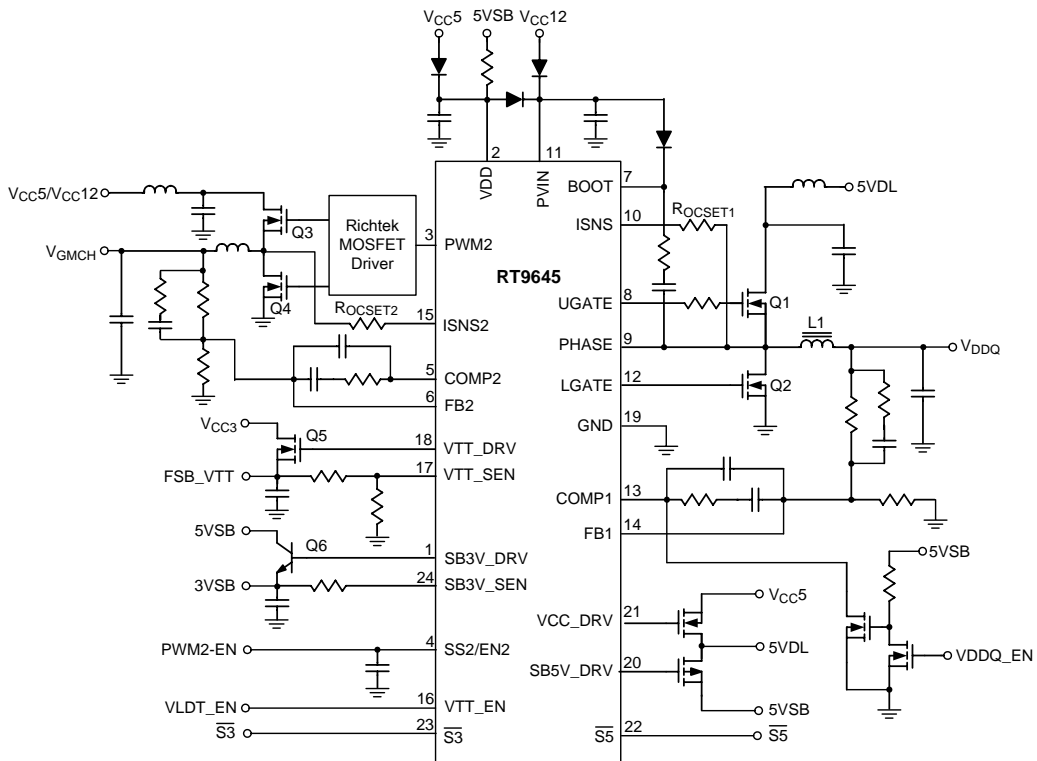 VCC5 5VSB VCC12
2 11
VDD PVIN
BOOT 7
VCC5/VCC12
ISNS 10 ROCSET1
5VDL
Q3
Richtek
MOSFET
Driver
3 PWM2
VGMCH
RT9645
UGATE 8
Q1
Q4
ROCSET2
15 ISNS2
PHASE 9
L1
VDDQ
5 COMP2
LGATE 12
Q2
6 FB2
GND 19
VCC3
Q5
18 VTT_DRV
FSB_VTT
17 VTT_SEN
COMP1 13
FB1 14
5VSB
Q6
1 SB3V_DRV
5VSB
3VSB
24 SB3V_SEN
VCC5
VCC_DRV 21
PWM2-EN
4 SS2/EN2
5VDL
VDDQ_EN
SB5V_DRV 20
VLDT_EN
16 VTT_EN
5VSB
S3
23 S3
S5 22
S5